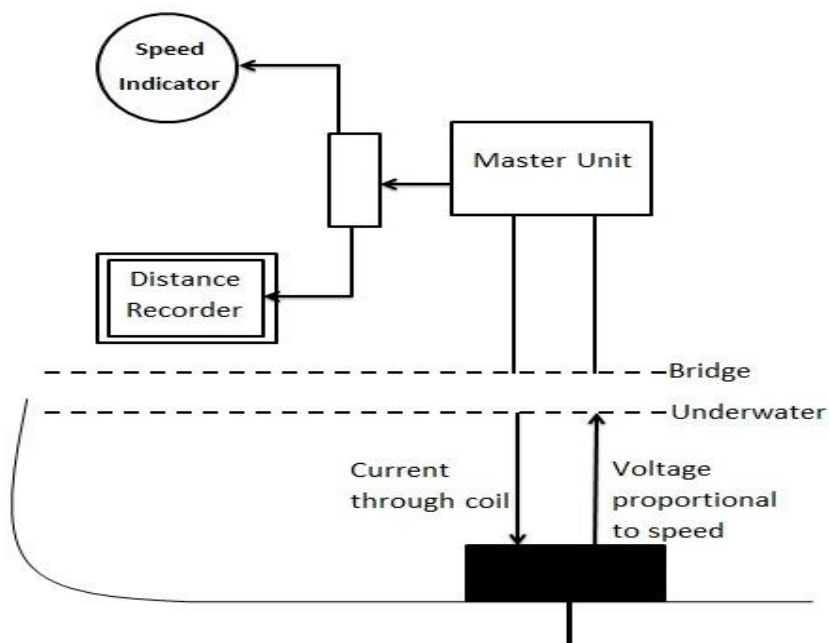 Speed
Indicator
Master Unit
Distance
Recorder
Bridge
Underwater
Current
through coil
Voltage
proportional
to speed